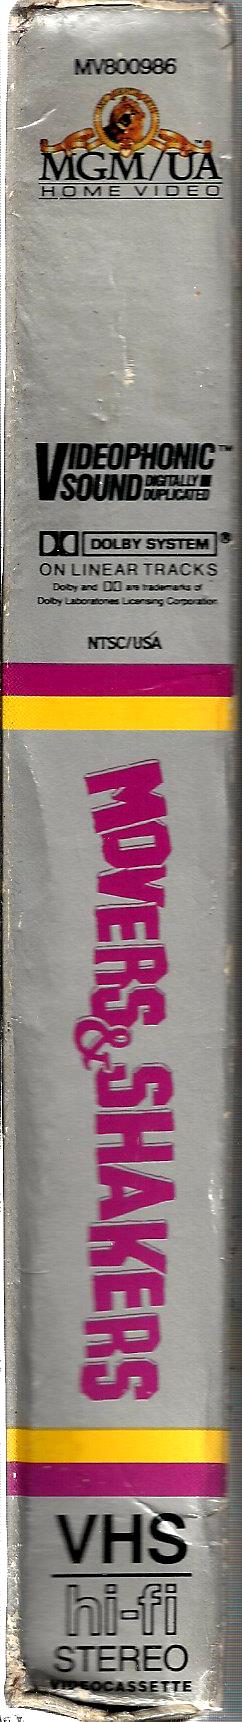 MV800986
MGM/UA
HOME VIDEO
VIDEOPHONIC™
SOUND DIGITALLY
DUPLICATED
DOLBY SYSTEM®
ON LINEAR TRACKS
Dolby and DD are trademarks of
Dolby Laboratories Licensing Corporation
NTSC/USA
MOVERS & SHAKERS
VHS
hi-fi
STEREO
VIDEOCASSETTE